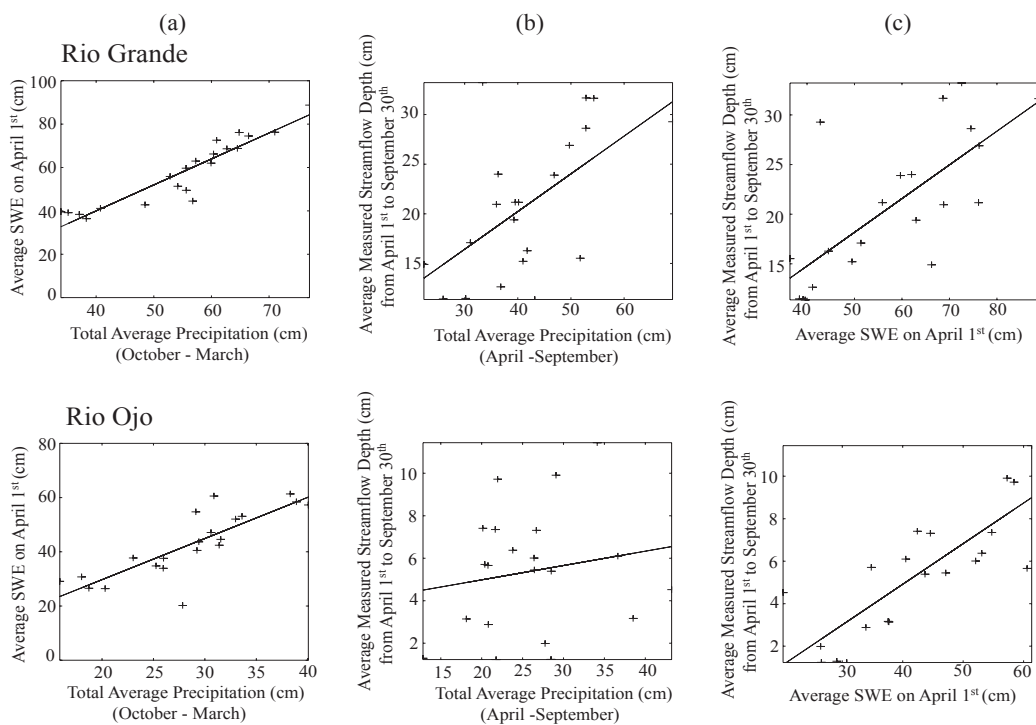 (a)
(b)
(c)
Rio Grande
Average SWE on April 1st (cm)
100
80
60
40
20
0
40
50
60
70
Total Average Precipitation (cm)
(October - March)
Average Measured Streamflow Depth (cm)
from April 1st to September 30th
30
25
20
15
30
40
50
60
Total Average Precipitation (cm)
(April -September)
Average Measured Streamflow Depth (cm)
from April 1st to September 30th
30
25
20
15
40
50
60
70
80
Average SWE on April 1st (cm)
Rio Ojo
Average SWE on April 1st (cm)
80
60
40
20
0
20
25
30
35
40
Total Average Precipitation (cm)
(October - March)
Average Measured Streamflow Depth (cm)
from April 1st to September 30th
10
8
6
4
2
15
20
25
30
35
40
Total Average Precipitation (cm)
(April -September)
Average Measured Streamflow Depth (cm)
from April 1st to September 30th
10
8
6
4
2
30
40
50
60
Average SWE on April 1st (cm)